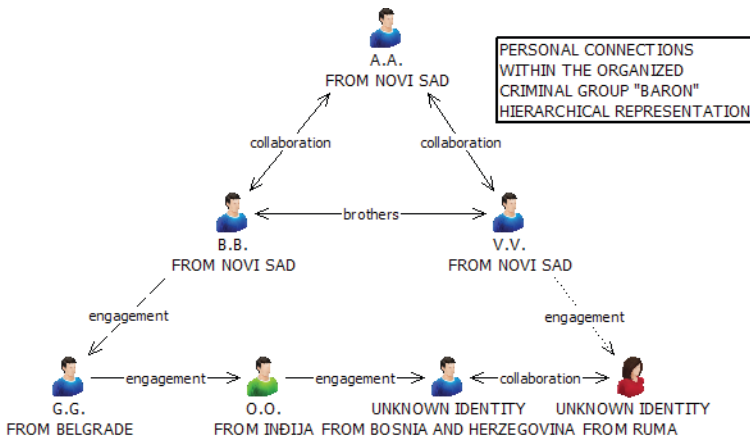 A.A.
FROM NOVI SAD
PERSONAL CONNECTIONS
WITHIN THE ORGANIZED
CRIMINAL GROUP "BARON"
HIERARCHICAL REPRESENTATION
collaboration
collaboration
brothers
B.B.
FROM NOVI SAD
V.V.
FROM NOVI SAD
engagement
engagement
engagement
engagement
collaboration
G.G.
FROM BELGRADE
O.O.
FROM INĐIJA
UNKNOWN IDENTITY
FROM BOSNIA AND HERZEGOVINA
UNKNOWN IDENTITY
FROM RUMA